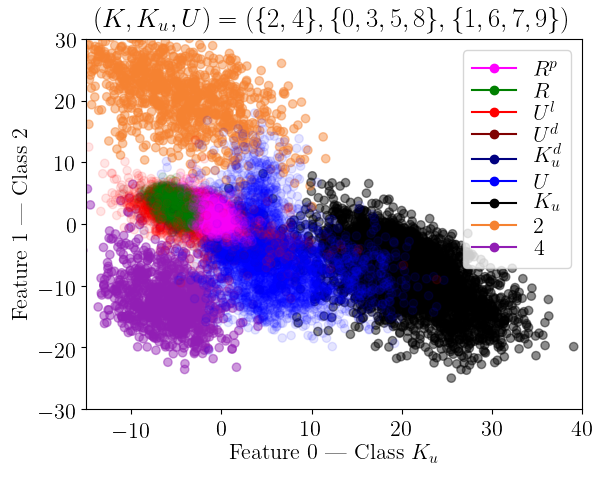 (K, K_u, U) = ({2, 4}, {0, 3, 5, 8}, {1, 6, 7, 9})
30
20
10
0
−10
−20
−30
Feature 1 — Class 2
R^p
R
U^l
U^d
K_u^d
U
K_u
2
4
−10
0
10
20
30
40
Feature 0 — Class K_u